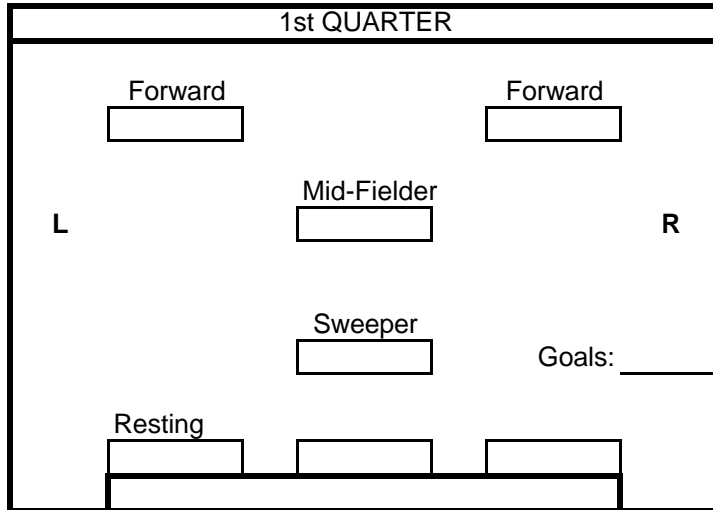 1st QUARTER
Forward Forward
Mid-Fielder
L R
Sweeper
Goals:
Resting